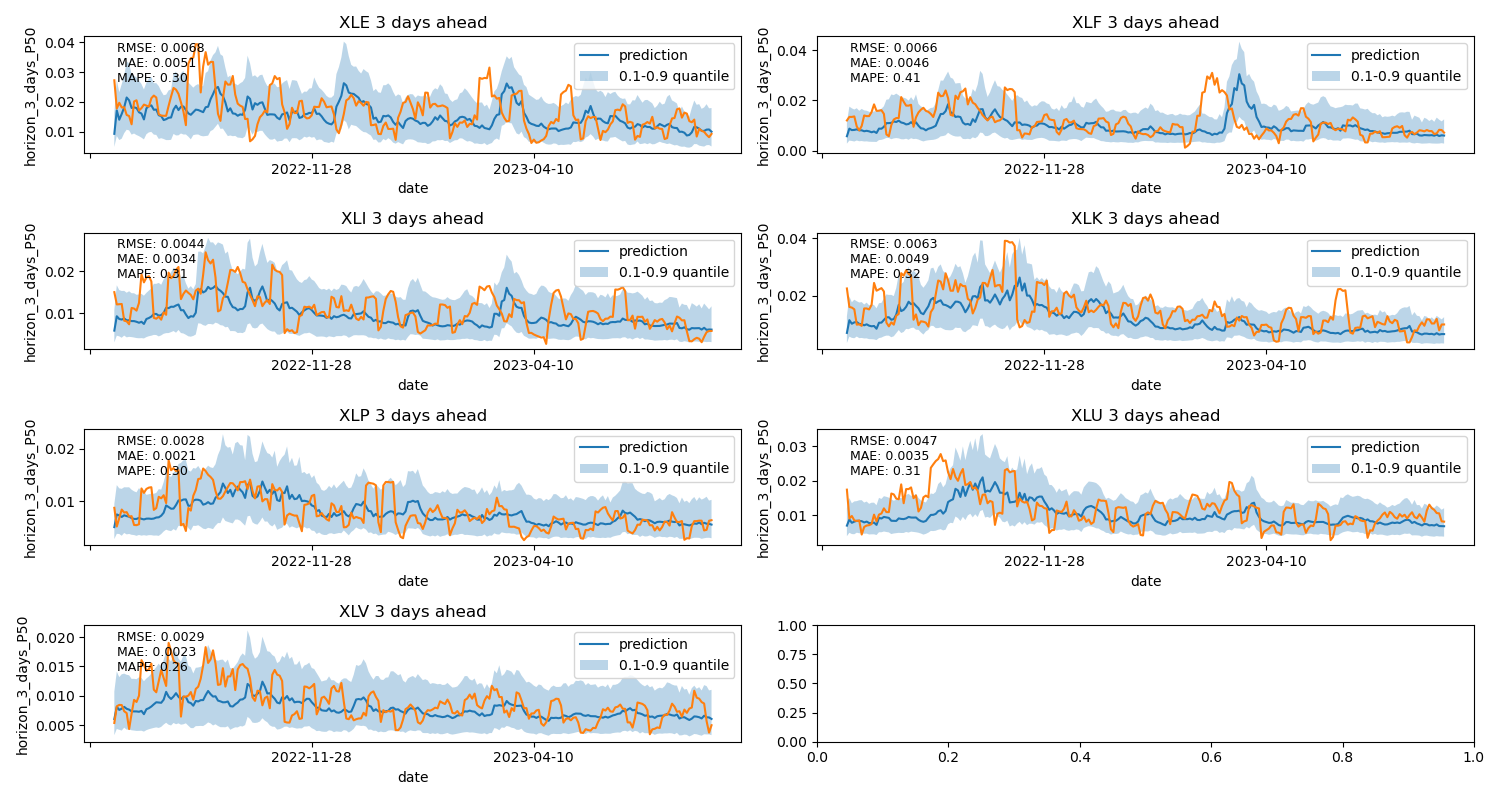 XLE 3 days ahead
horizon_3_days_P50
0.04
0.03
0.02
0.01
RMSE: 0.0068
MAE: 0.0051
MAPE: 0.30
prediction
0.1-0.9 quantile
2022-11-28
2023-04-10
date
XLF 3 days ahead
horizon_3_days_P50
0.04
0.02
0.00
RMSE: 0.0066
MAE: 0.0046
MAPE: 0.41
prediction
0.1-0.9 quantile
2022-11-28
2023-04-10
date
XLI 3 days ahead
horizon_3_days_P50
0.02
0.01
RMSE: 0.0044
MAE: 0.0034
MAPE: 0.31
prediction
0.1-0.9 quantile
2022-11-28
2023-04-10
date
XLK 3 days ahead
horizon_3_days_P50
0.04
0.02
RMSE: 0.0063
MAE: 0.0049
MAPE: 0.32
prediction
0.1-0.9 quantile
2022-11-28
2023-04-10
date
XLP 3 days ahead
horizon_3_days_P50
0.02
0.01
RMSE: 0.0028
MAE: 0.0021
MAPE: 0.30
prediction
0.1-0.9 quantile
2022-11-28
2023-04-10
date
XLU 3 days ahead
horizon_3_days_P50
0.03
0.02
0.01
RMSE: 0.0047
MAE: 0.0035
MAPE: 0.31
prediction
0.1-0.9 quantile
2022-11-28
2023-04-10
date
XLV 3 days ahead
horizon_3_days_P50
0.020
0.015
0.010
0.005
RMSE: 0.0029
MAE: 0.0023
MAPE: 0.26
prediction
0.1-0.9 quantile
2022-11-28
2023-04-10
date
1.00
0.75
0.50
0.25
0.00
0.0
0.2
0.4
0.6
0.8
1.0